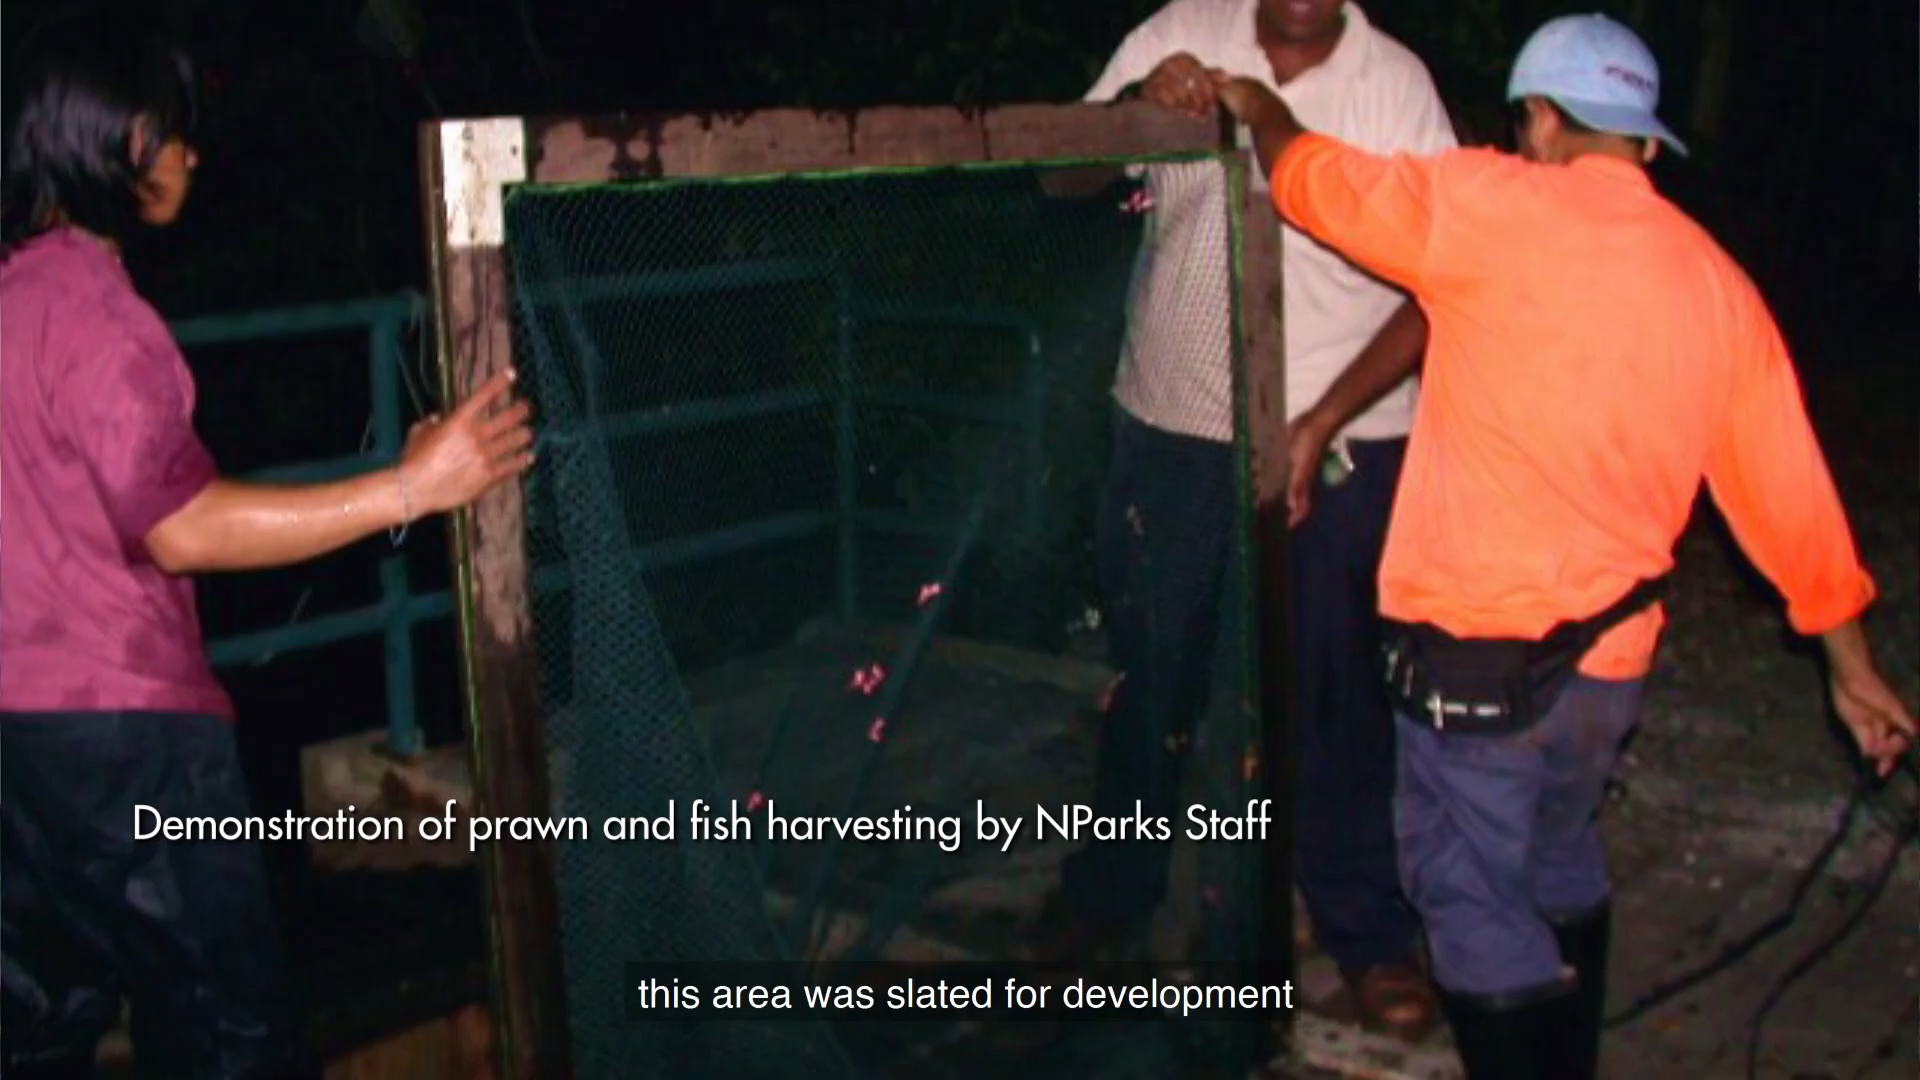 Demonstration of prawn and fish harvesting by NParks Staff
this area was slated for development